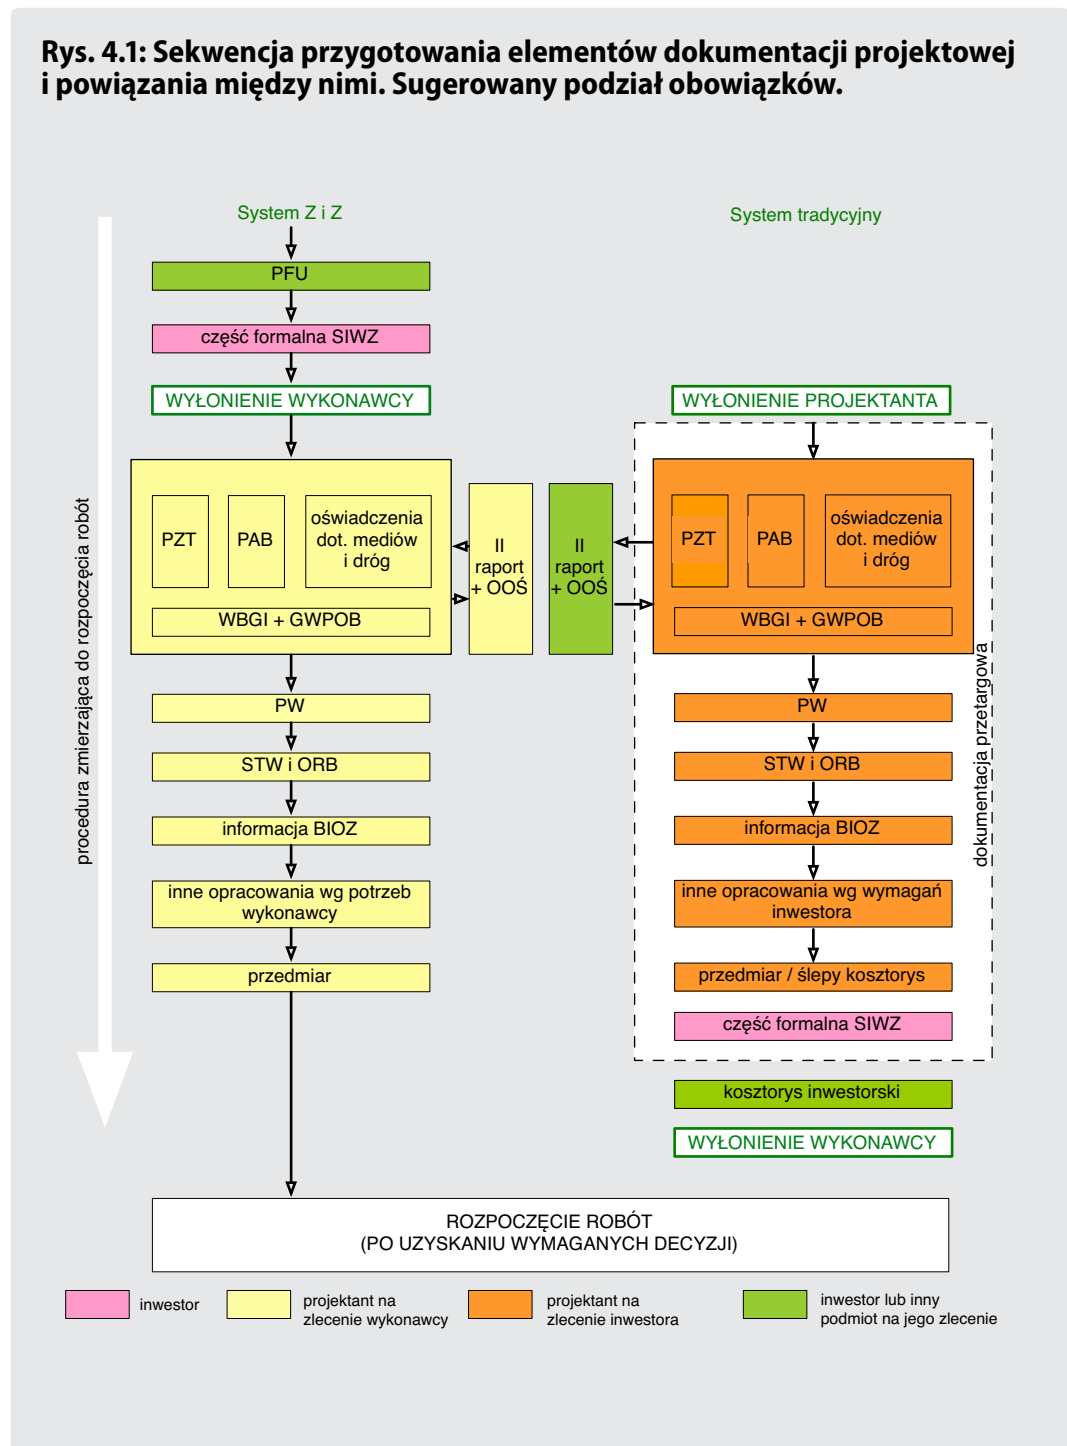 Rys. 4.1: Sekwencja przygotowania elementów dokumentacji projektowej
i powiązania między nimi. Sugerowany podział obowiązków.
procedura zmierzająca do rozpoczęcia robót
System Z i Z
PFU
część formalna SIWZ
WYŁONIENIE WYKONAWCY
PZT
PAB
oświadczenia
dot. mediów
i dróg
WBGI + GWPOB
II
raport
+ OOŚ
PW
STW i ORB
informacja BIOZ
inne opracowania wg potrzeb
wykonawcy
przedmiar
System tradycyjny
WYŁONIENIE PROJEKTANTA
II
raport
+ OOŚ
PZT
PAB
oświadczenia
dot. mediów
i dróg
WBGI + GWPOB
PW
STW i ORB
informacja BIOZ
inne opracowania wg wymagań
inwestora
przedmiar / ślepy kosztorys
część formalna SIWZ
dokumentacja przetargowa
kosztorys inwestorski
WYŁONIENIE WYKONAWCY
ROZPOCZĘCIE ROBÓT
(PO UZYSKANIU WYMAGANYCH DECYZJI)
inwestor
projektant na
zlecenie wykonawcy
projektant na
zlecenie inwestora
inwestor lub inny
podmiot na jego zlecenie